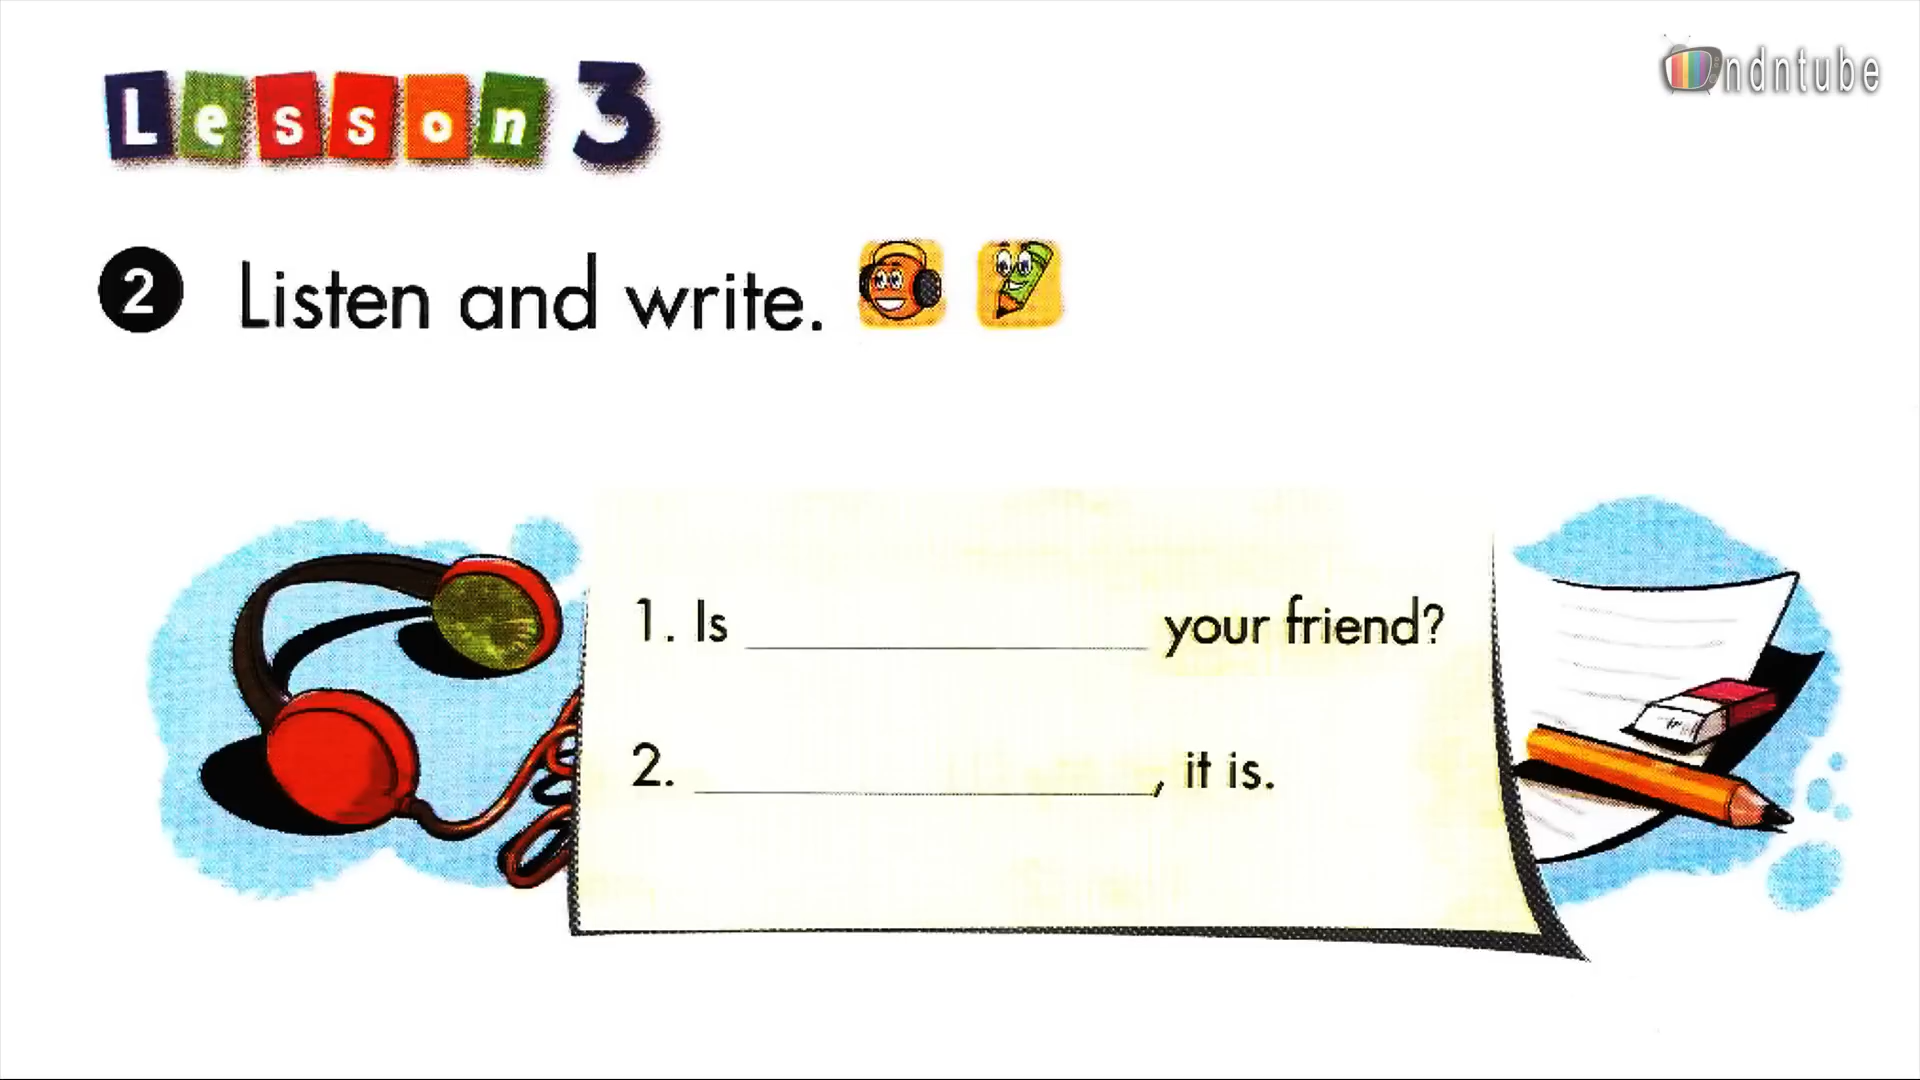 Lesson 3
ndntube
2 Listen and write.
1. Is ____________ your friend?
2. ____________, it is.